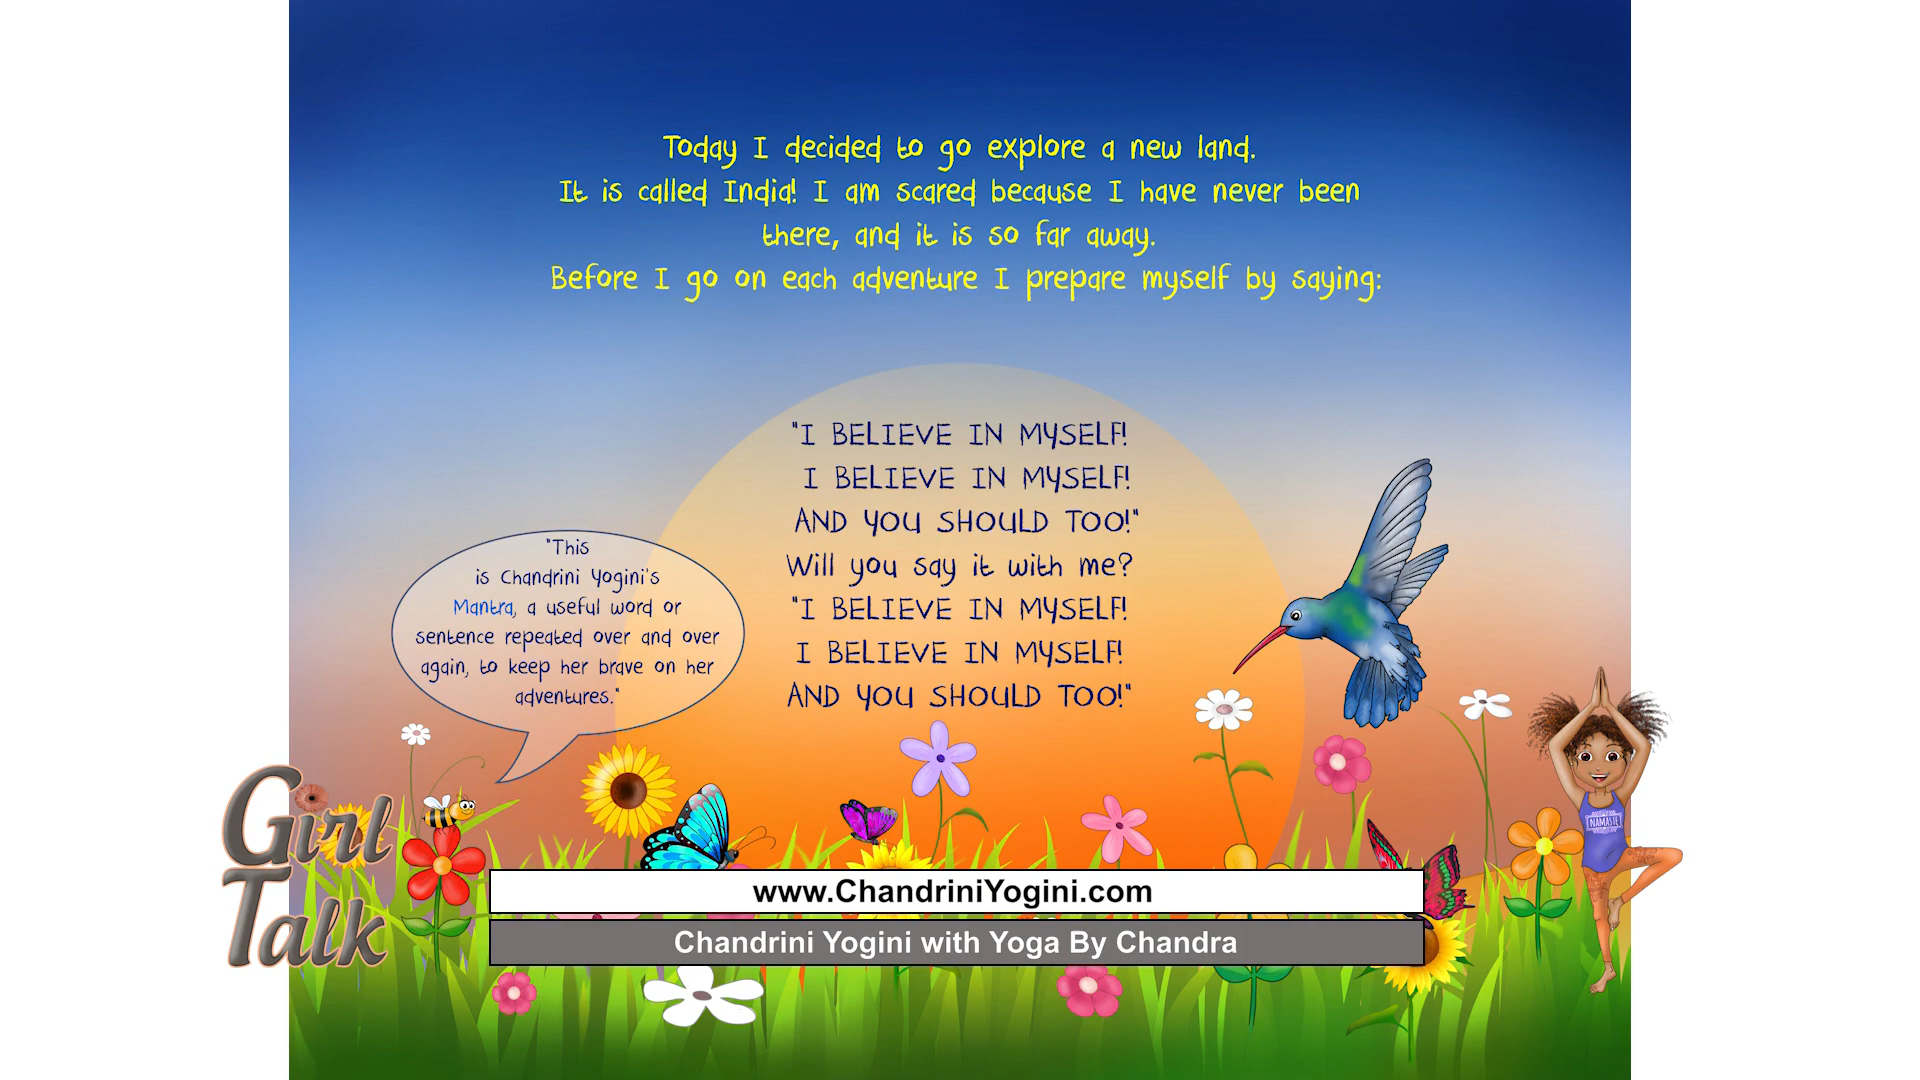 Today I decided to go explore a new land.
It is called India! I am scared because I have never been
there, and it is so far away.
Before I go on each adventure I prepare myself by saying:
"I BELIEVE IN MYSELF!
I BELIEVE IN MYSELF!
AND YOU SHOULD TOO!"
Will you say it with me?
"I BELIEVE IN MYSELF!
I BELIEVE IN MYSELF!
AND YOU SHOULD TOO!"
"This
is Chandrini Yogini's
Mantra, a useful word or
sentence repeated over and over
again, to keep her brave on her
adventures."
Girl
Talk
NAMASTE
www.ChandriniYogini.com
Chandrini Yogini with Yoga By Chandra